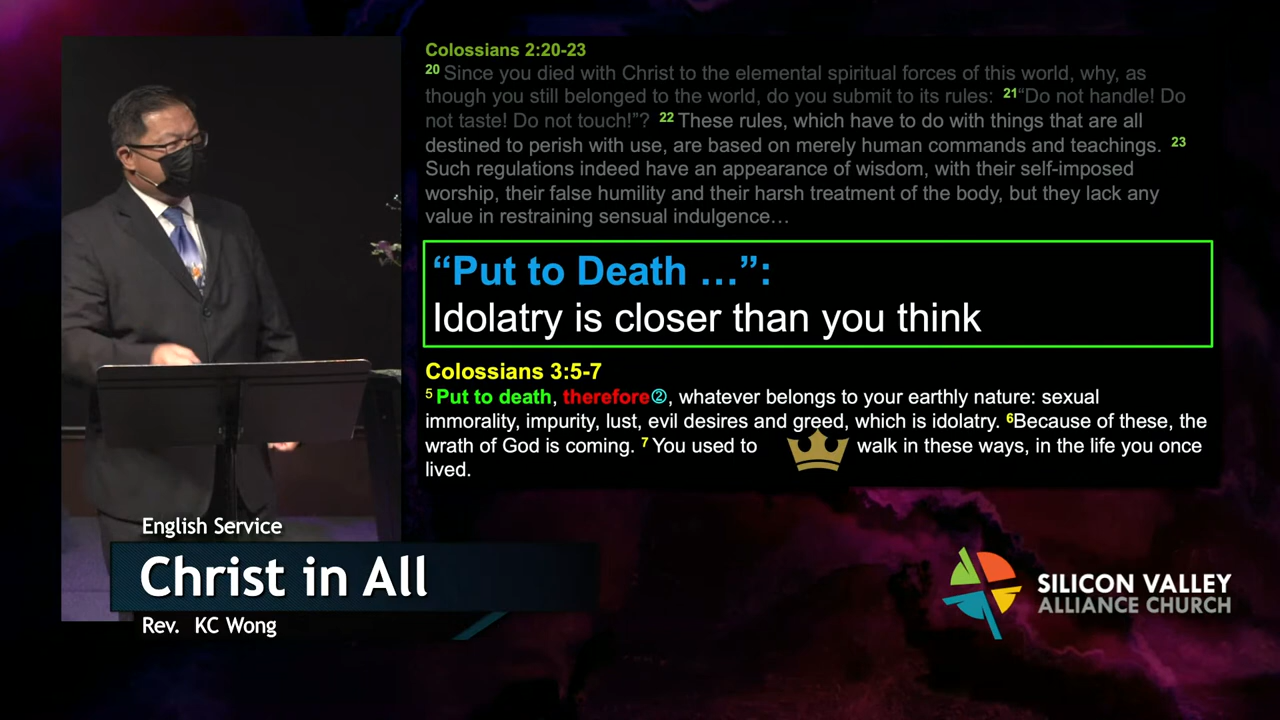 Colossians 2:20-23
20 Since you died with Christ to the elemental spiritual forces of this world, why, as
though you still belonged to the world, do you submit to its rules: 21“Do not handle! Do
not taste! Do not touch!”? 22 These rules, which have to do with things that are all
destined to perish with use, are based on merely human commands and teachings. 23
Such regulations indeed have an appearance of wisdom, with their self-imposed
worship, their false humility and their harsh treatment of the body, but they lack any
value in restraining sensual indulgence…
“Put to Death …”:
Idolatry is closer than you think
Colossians 3:5-7
5 Put to death, therefore②, whatever belongs to your earthly nature: sexual
immorality, impurity, lust, evil desires and greed, which is idolatry. 6Because of these, the
wrath of God is coming. 7 You used to walk in these ways, in the life you once
lived.
English Service
Christ in All
Rev. KC Wong
SILICON VALLEY
ALLIANCE CHURCH